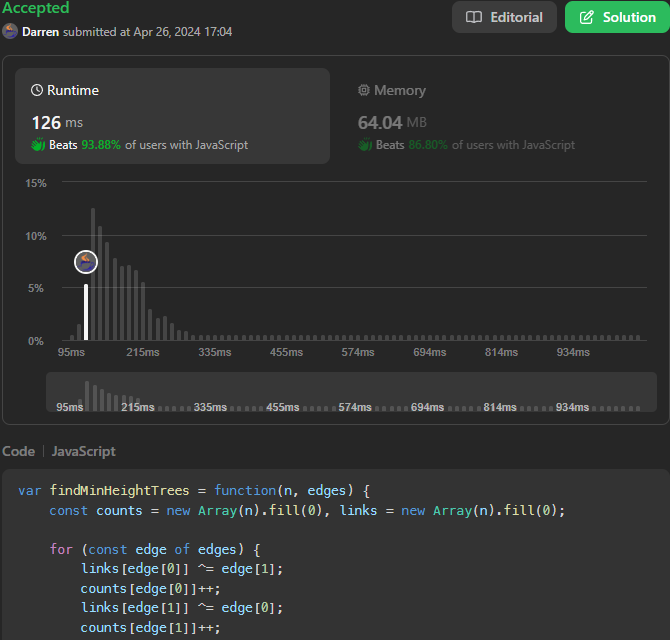 Accepted
Editorial
Solution
Darren submitted at Apr 26, 2024 17:04
Runtime
Memory
126 ms
64.04 MB
Beats 93.88% of users with JavaScript
Beats 86.80% of users with JavaScript
15%
10%
5%
0%
95ms 215ms 335ms 455ms 574ms 694ms 814ms 934ms
95ms 215ms 335ms 455ms 574ms 694ms 814ms 934ms
Code | JavaScript
var findMinHeightTrees = function(n, edges) {
    const counts = new Array(n).fill(0), links = new Array(n).fill(0);
    for (const edge of edges) {
        links[edge[0]] ^= edge[1];
        counts[edge[0]]++;
        links[edge[1]] ^= edge[0];
        counts[edge[1]]++;